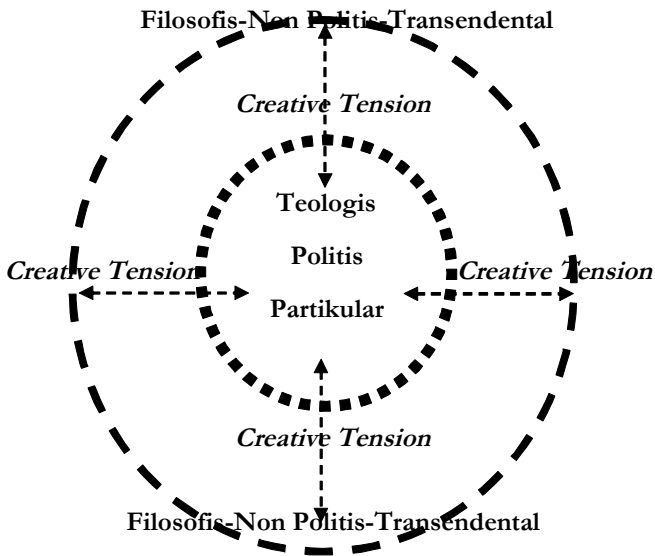 Filosofis-Non Politis-Transendental
Creative Tension
Teologis
Politis
Creative Tension
Creative Tension
Partikular
Creative Tension
Filosofis-Non Politis-Transendental